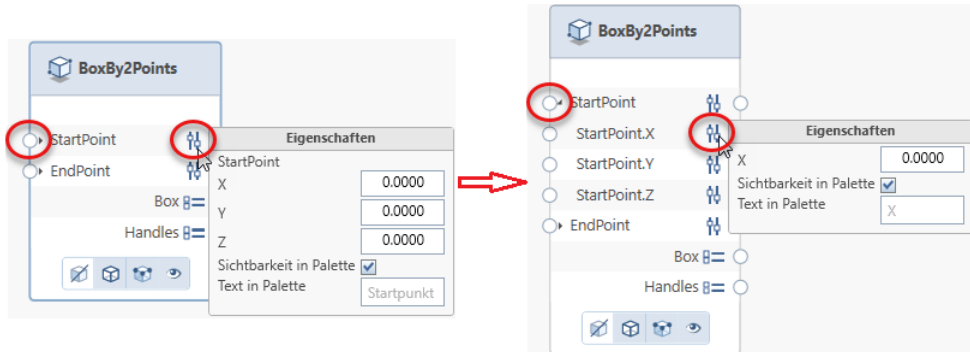 BoxBy2Points
StartPoint
EndPoint
Box
Handles
Eigenschaften
StartPoint
X 0.0000
Y 0.0000
Z 0.0000
Sichtbarkeit in Palette
Text in Palette Startpunkt
BoxBy2Points
StartPoint
StartPoint.X
StartPoint.Y
StartPoint.Z
EndPoint
Box
Handles
Eigenschaften
X 0.0000
Sichtbarkeit in Palette
Text in Palette X